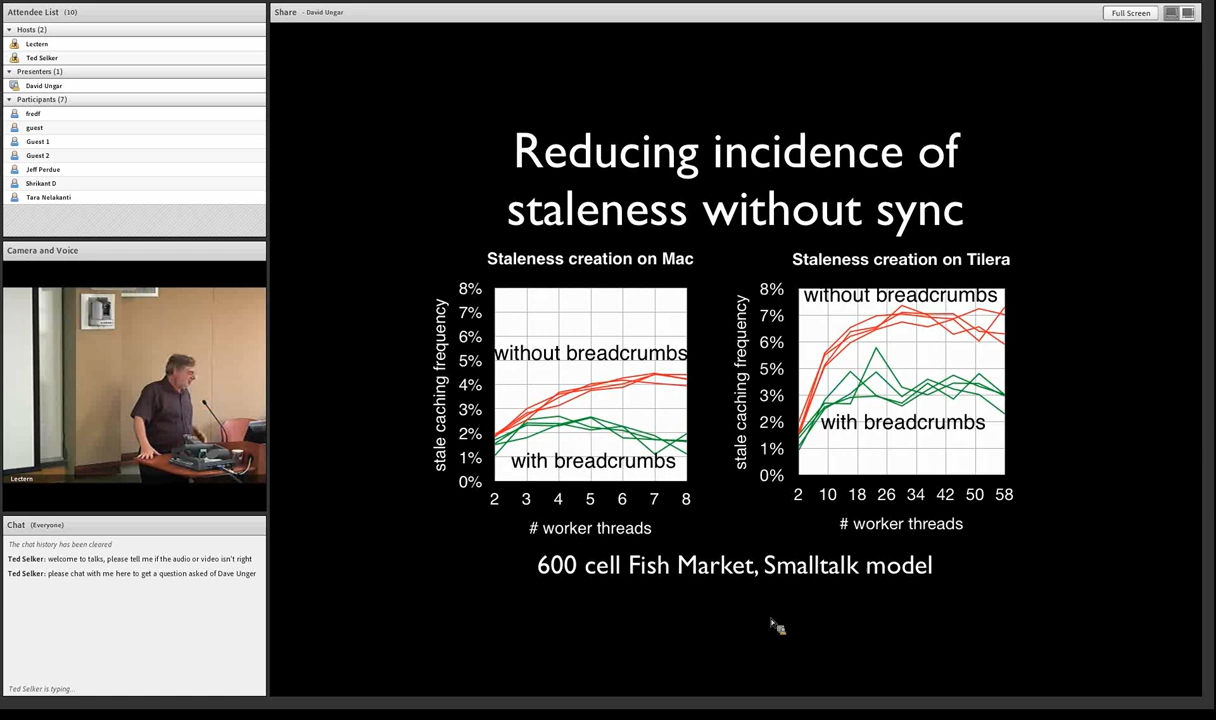 Attendee List (10)
Hosts (2)
Lectern
Ted Selker
Presenters (1)
David Ungar
Participants (7)
fredf
guest
Guest 1
Guest 2
Jeff Perdue
Shrikant D
Tara Nelakanti
Camera and Voice
Lectern
Chat (Everyone)
The chat history has been cleared
Ted Selker: welcome to talks, please tell me if the audio or video isn't right
Ted Selker: please chat with me here to get a question asked of Dave Unger
Ted Selker is typing...
Share - David Ungar
Full Screen
Reducing incidence of
staleness without sync
Staleness creation on Mac
stale caching frequency
8%
7%
6%
5%
4%
3%
2%
1%
0%
without breadcrumbs
with breadcrumbs
2 3 4 5 6 7 8
# worker threads
Staleness creation on Tilera
stale caching frequency
8%
7%
6%
5%
3%
2%
1%
0%
without breadcrumbs
with breadcrumbs
2 10 18 26 34 42 50 58
# worker threads
600 cell Fish Market, Smalltalk model